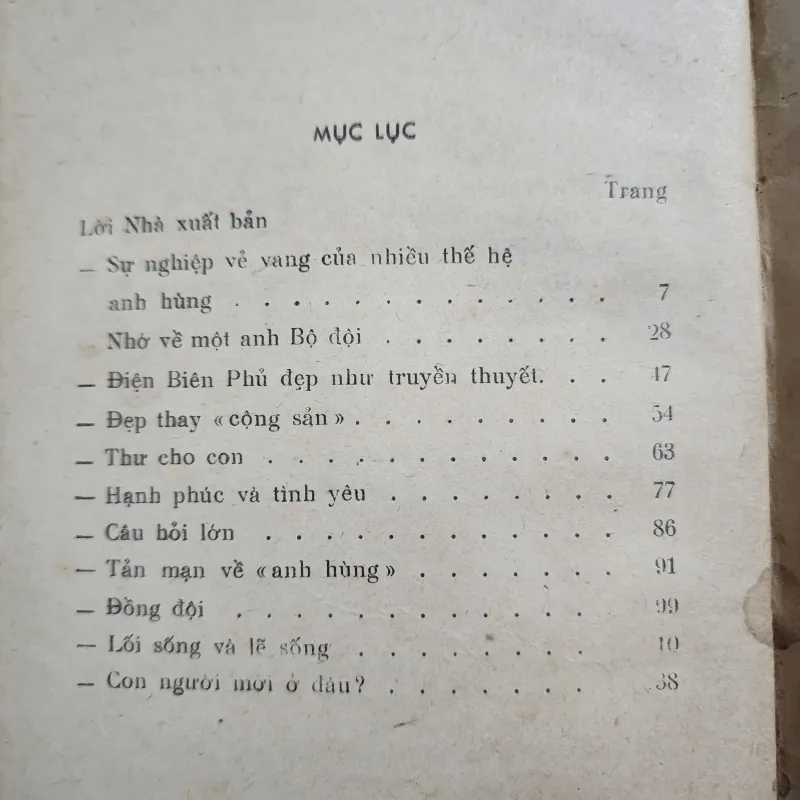 MỤC LỤC
Trang
Lời Nhà xuất bản
— Sự nghiệp vẻ vang của nhiều thế hệ
anh hùng . . . . . . . . . . . . . 7
Nhớ về một anh Bộ đội . . . . . . . . 28
— Điện Biên Phủ đẹp như truyền thuyết. . . 47
— Đẹp thay «cộng sản» . . . . . . . . . . 54
— Thư cho con . . . . . . . . . . . . 63
— Hạnh phúc và tình yêu . . . . . . . . 77
— Câu hỏi lớn . . . . . . . . . . . . 86
— Tản mạn về «anh hùng» . . . . . . . 91
— Đồng đội . . . . . . . . . . . . . 99
— Lối sống và lẽ sống . . . . . . . . 10
— Con người mới ở đâu? . . . . . . . 38